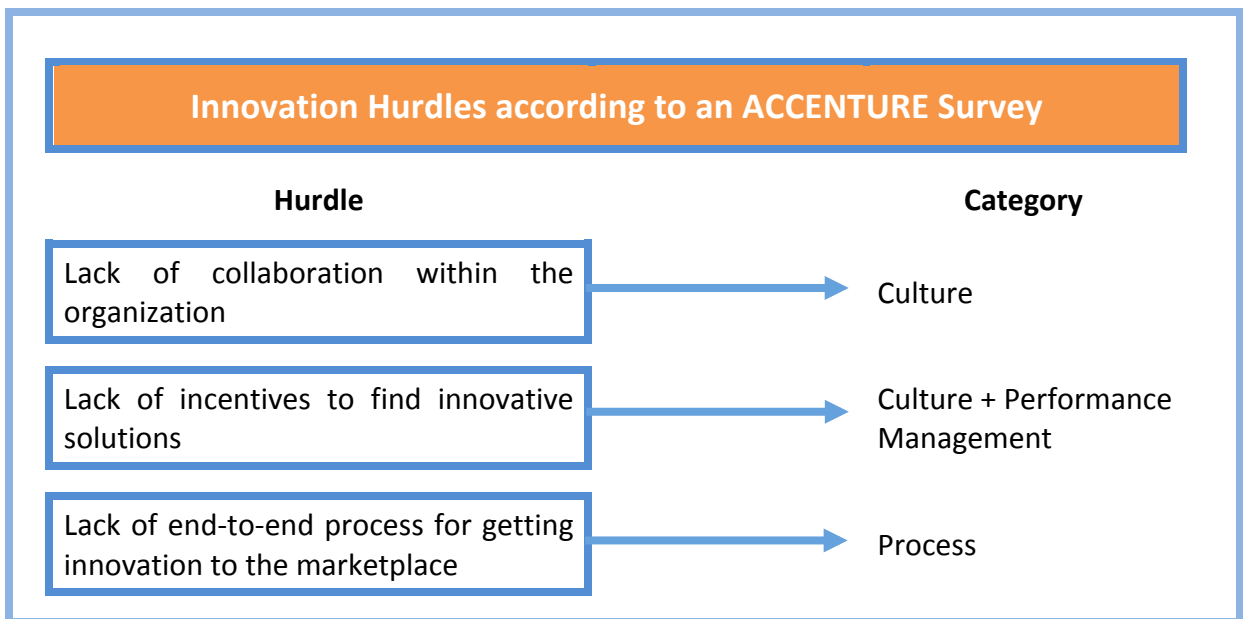 Innovation Hurdles according to an ACCENTURE Survey
Hurdle
Category
Lack of collaboration within the
organization
Culture
Lack of incentives to find innovative
solutions
Culture + Performance
Management
Lack of end-to-end process for getting
innovation to the marketplace
Process